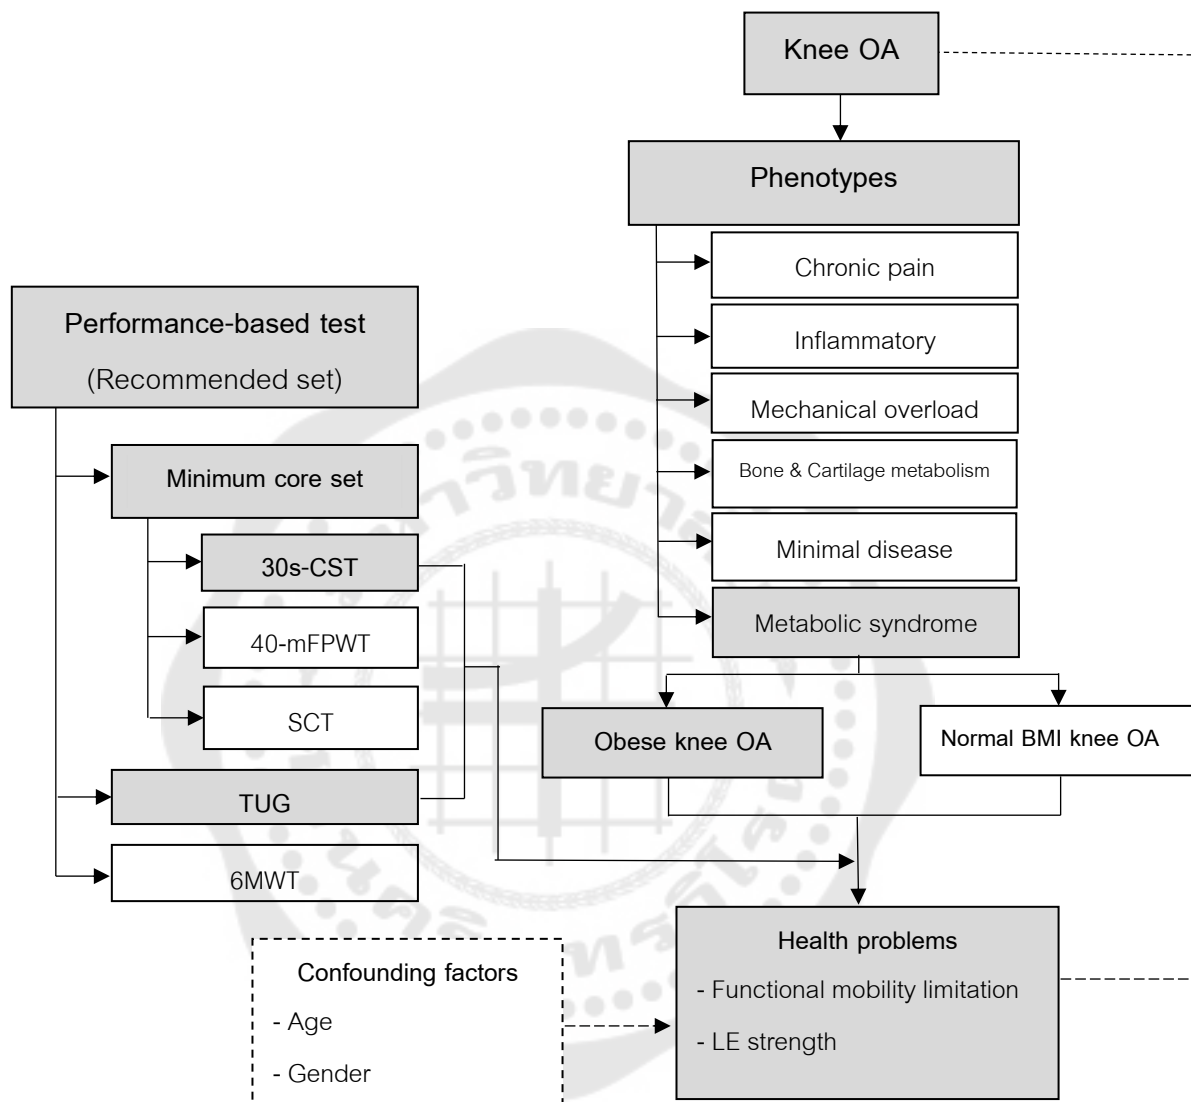 Knee OA
Phenotypes
Chronic pain
Inflammatory
Mechanical overload
Bone & Cartilage metabolism
Minimal disease
Metabolic syndrome
Obese knee OA
Normal BMI knee OA
Performance-based test
(Recommended set)
Minimum core set
30s-CST
40-mFPWT
SCT
TUG
6MWT
Confounding factors
- Age
- Gender
Health problems
- Functional mobility limitation
- LE strength